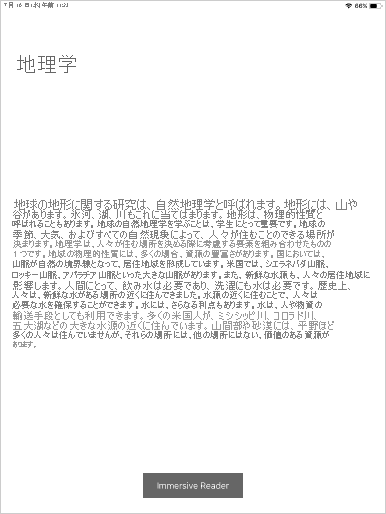 午前 11:21
66%
地理学
地球の地形に関する研究は、自然地理学と呼ばれます。地形には、山や
谷があります。氷河、湖、川もこれに当てはまります。地形は、物理的性質と
呼ばれることもあります。地球の自然地理学を学ぶことは、学生にとって重要です。地球の
季節、大気、およびすべての自然現象によって、人々が住むことのできる場所が
決まります。地理学は、人々が住む場所を決める際に考慮する要素を組み合わせたものの
1 つです。地域の物理的性質には、多くの場合、資源の豊富さがあります。国においては、
山脈が自然の境界線となって、居住地域を形成しています。米国では、シエラネバダ山脈、
ロッキー山脈、アパラチア山脈といった大きな山脈があります。また、新鮮な水源も、人々の居住地域に
影響します。人間にとって、飲み水は必要であり、洗濯にも水は必要です。歴史上、
人々は、新鮮な水がある場所の近くに住んできました。水源の近くに住むことで、人々は
必要な水を確保することができます。水には、さらなる利点もあります。水は、人や物資の
輸送手段としても利用できます。多くの米国人が、ミシシッピ川、コロラド川、
五大湖などの大きな水源の近くに住んでいます。山間部や砂漠には、平野ほど
多くの人々は住んでいませんが、それらの場所には、他の場所にはない、価値のある資源が
あります。
Immersive Reader